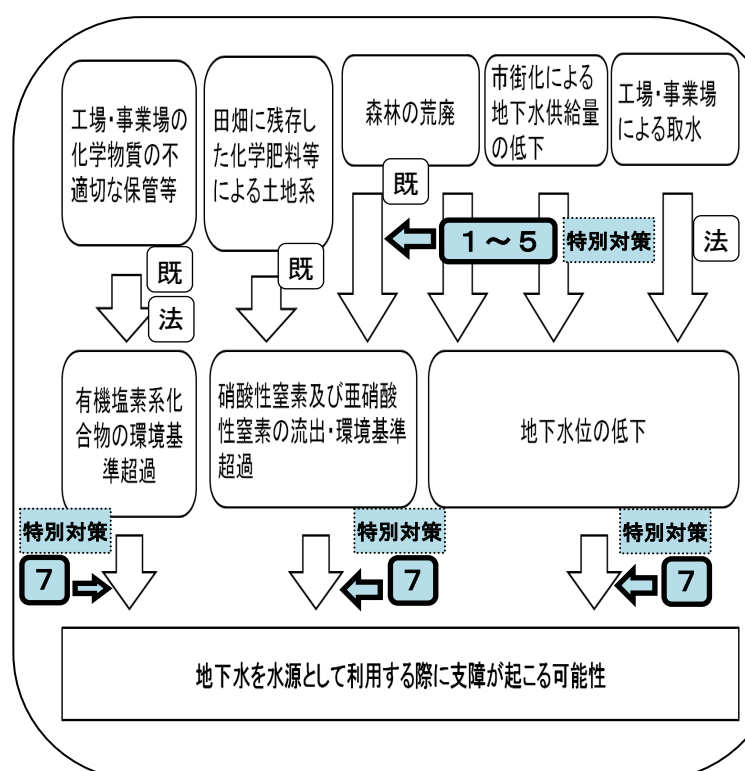 工場・事業場の
化学物質の不
適切な保管等
田畑に残存し
た化学肥料等
による土地系
森林の荒廃
市街化による
地下水供給量
の低下
工場・事業場
による取水
既
法
既
既
1～5
特別対策
法
有機塩素系化
合物の環境基
準超過
硝酸性窒素及び亜硝酸
性窒素の流出・環境基準
超過
地下水位の低下
特別対策
7
特別対策
7
特別対策
7
地下水を水源として利用する際に支障が起こる可能性